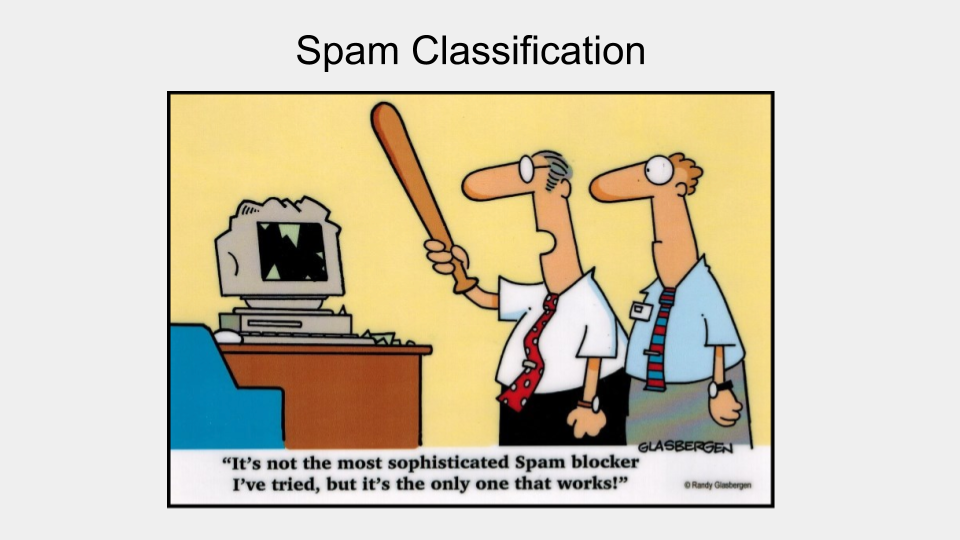 Spam Classification
GLASBERGEN
“It’s not the most sophisticated Spam blocker
I’ve tried, but it’s the only one that works!”
© Randy Glasbergen